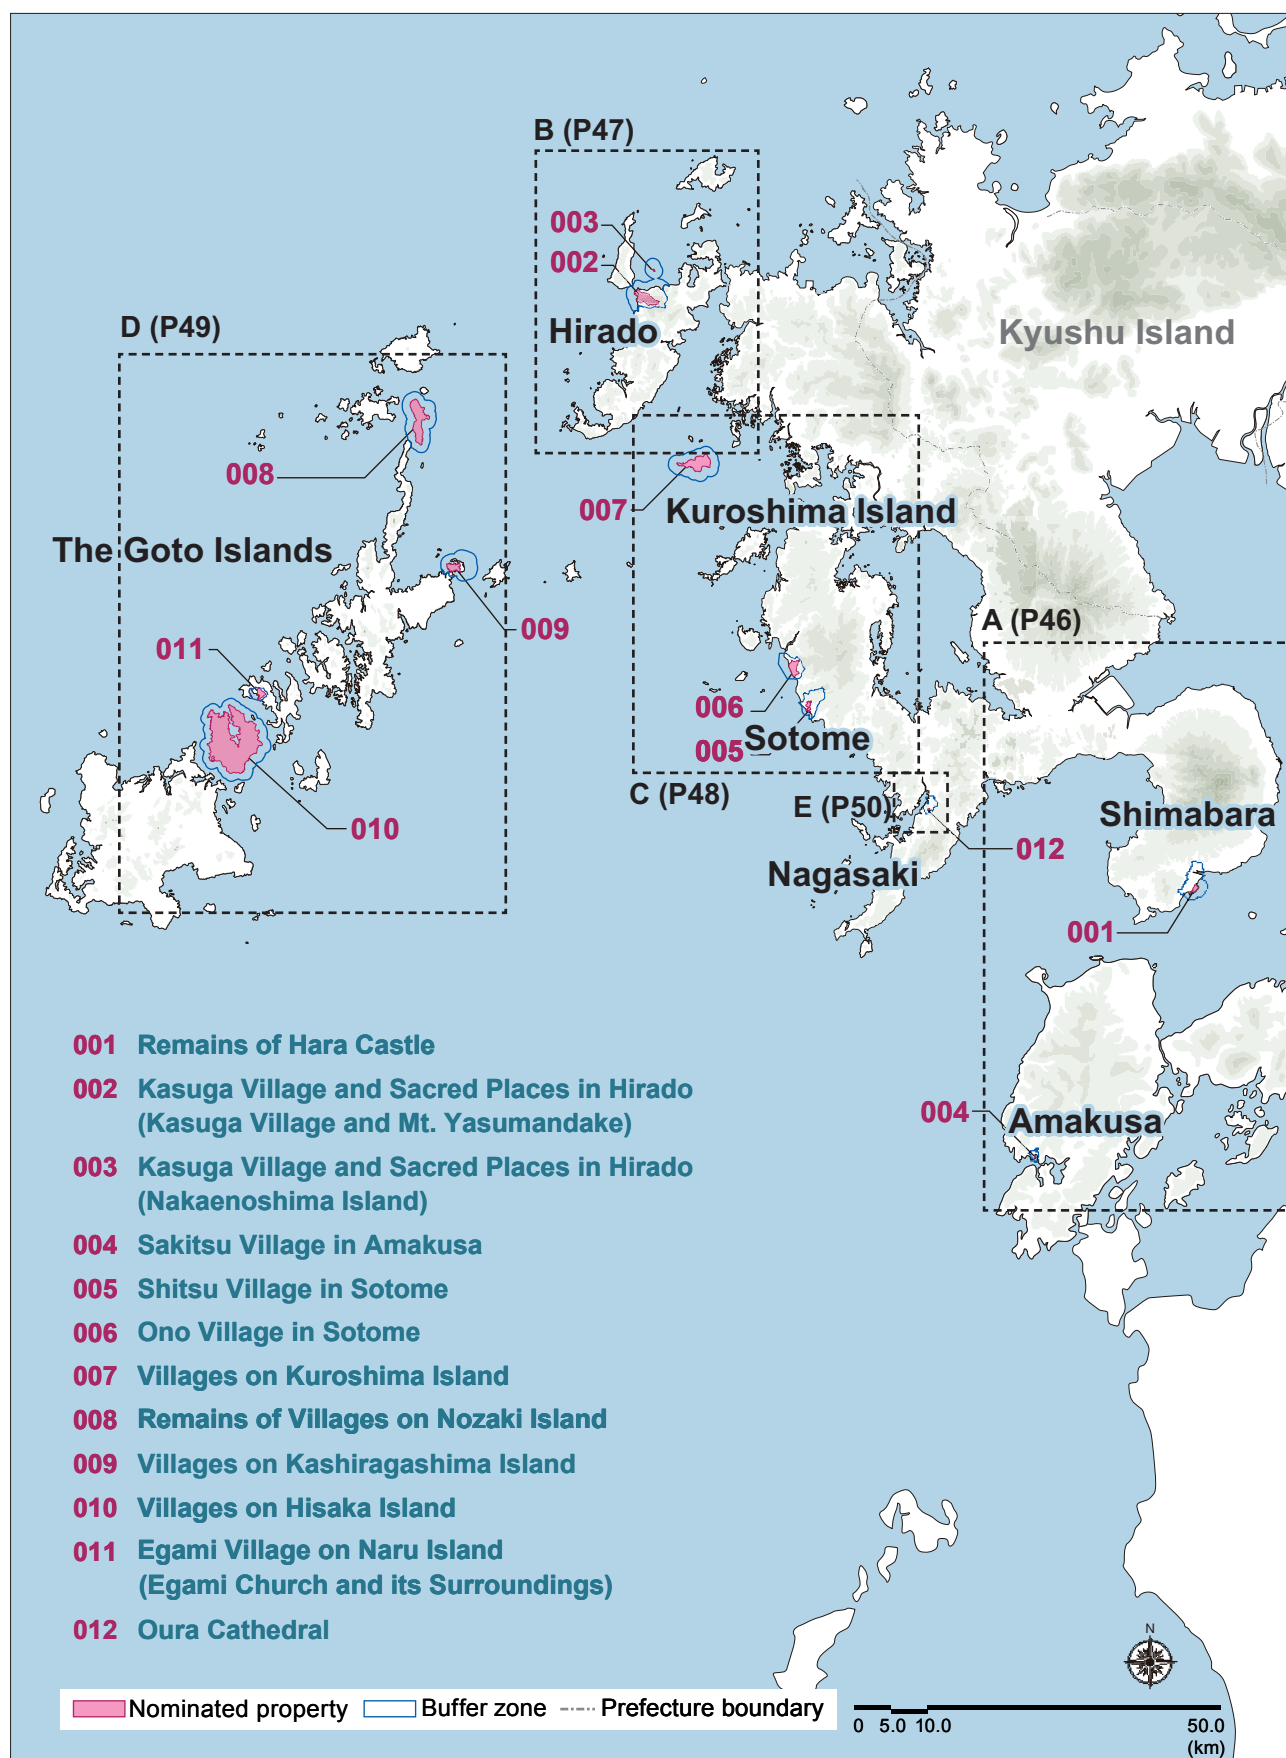 B (P47)
003
002
Hirado
Kyushu Island
D (P49)
008
007
Kuroshima Island
The Goto Islands
009
A (P46)
011
006
005
Sotome
C (P48)
E (P50)
Shimabara
010
012
Nagasaki
001
004
Amakusa
001 Remains of Hara Castle
002 Kasuga Village and Sacred Places in Hirado
(Kasuga Village and Mt. Yasumandake)
003 Kasuga Village and Sacred Places in Hirado
(Nakaenoshima Island)
004 Sakitsu Village in Amakusa
005 Shitsu Village in Sotome
006 Ono Village in Sotome
007 Villages on Kuroshima Island
008 Remains of Villages on Nozaki Island
009 Villages on Kashiragashima Island
010 Villages on Hisaka Island
011 Egami Village on Naru Island
(Egami Church and its Surroundings)
012 Oura Cathedral
N
Nominated property Buffer zone Prefecture boundary
0 5.0 10.0 50.0
(km)